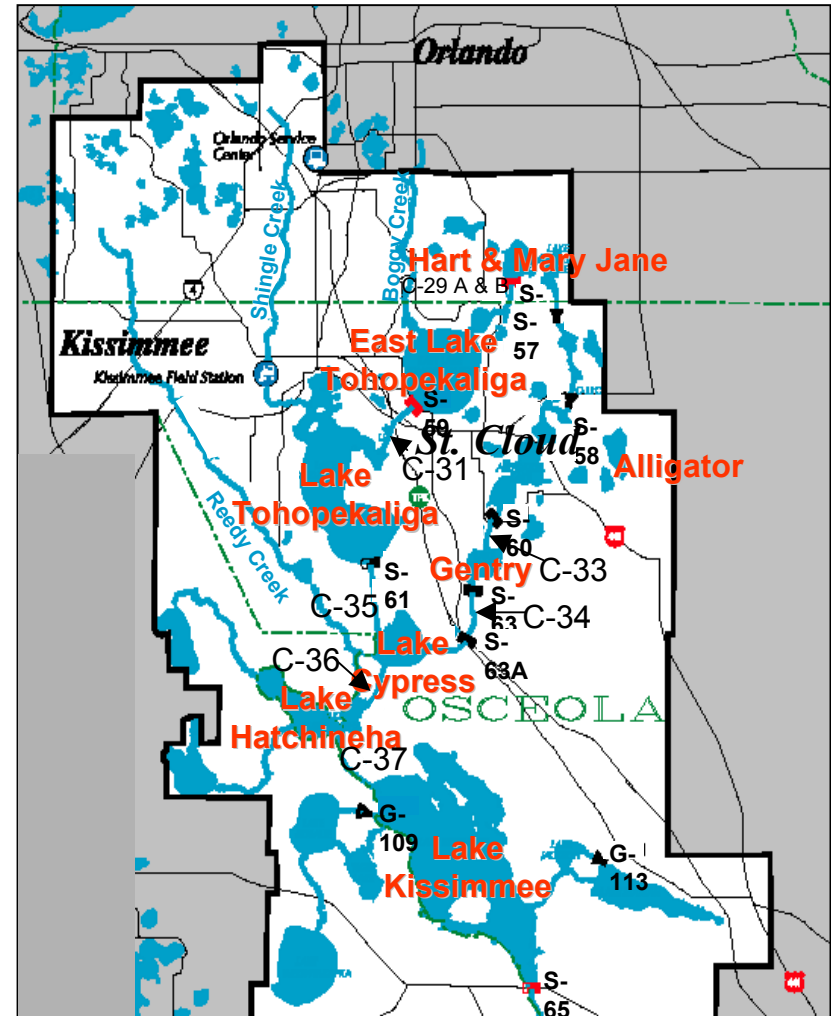 Orlando
Orlando Service
Center
Shingle Creek
Boggy Creek
Hart & Mary Jane
C-29 A & B
S-
S-
57
4
Kissimmee
Kissimmee Field Station
East Lake
Tohopekaliga
S-
59
St. Cloud
S-
58
C-31
Alligator
Lake
Tohopekaliga
Reedy Creek
S-
60
C-33
Gentry
S-
61
C-35
S-
63
C-34
S-
63A
Lake
Cypress
C-36
OSCEOLA
Lake
Hatchineha
C-37
G-
109
Lake
Kissimmee
G-
113
S-
65